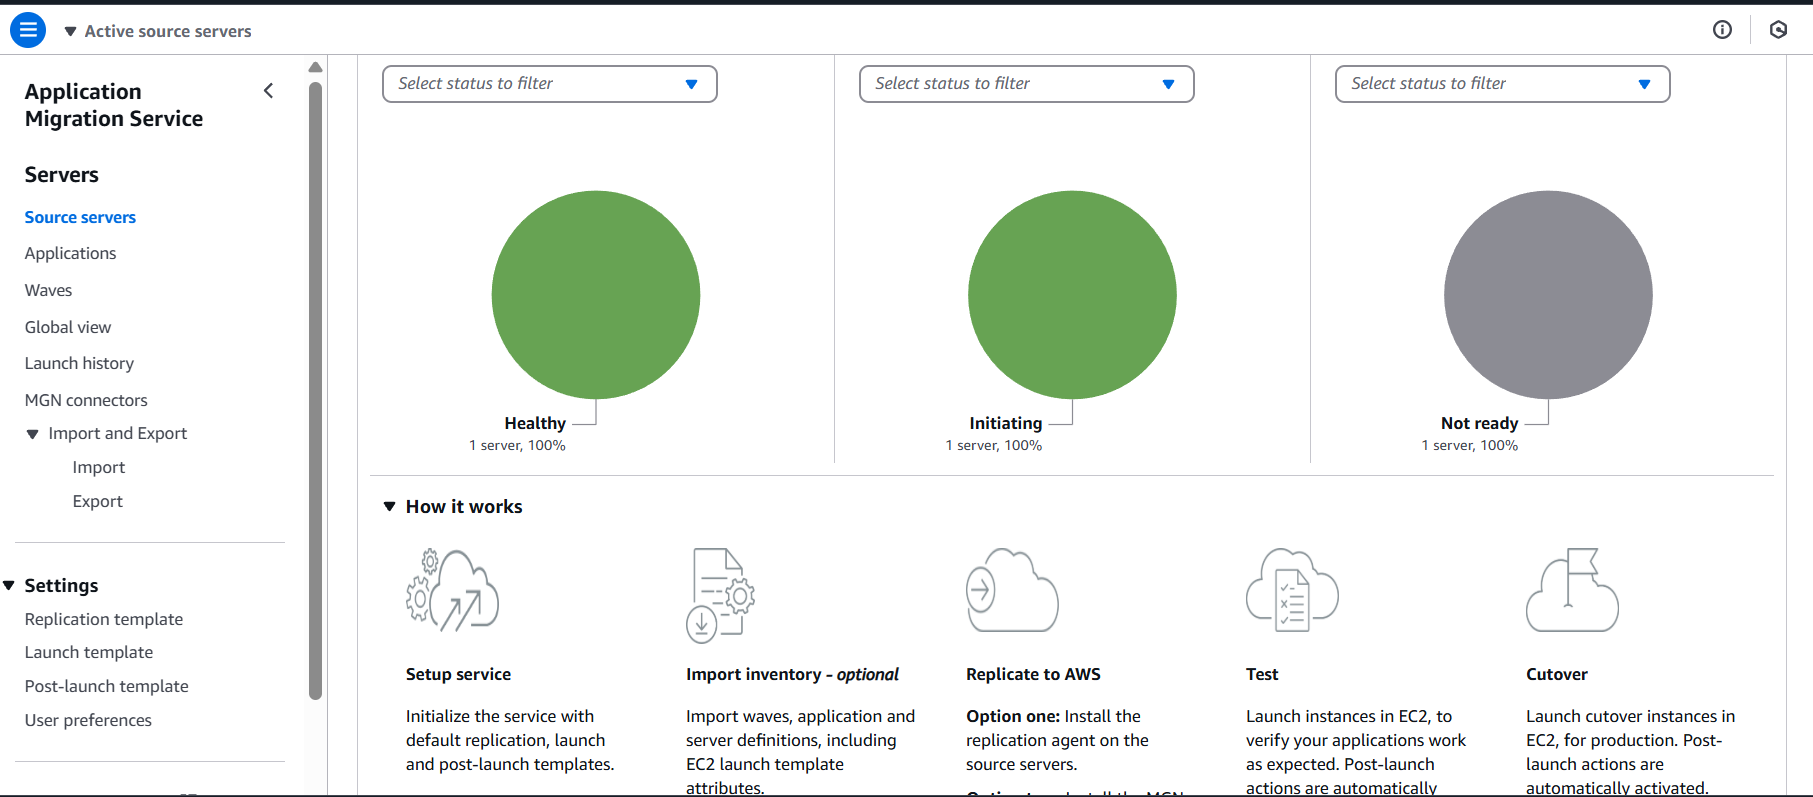 Active source servers
Application
Migration Service
Servers
Source servers
Applications
Waves
Global view
Launch history
MGN connectors
Import and Export
Import
Export
Settings
Replication template
Launch template
Post-launch template
User preferences
Select status to filter
Select status to filter
Select status to filter
Healthy
1 server, 100%
Initiating
1 server, 100%
Not ready
1 server, 100%
How it works
Setup service
Initialize the service with
default replication, launch
and post-launch templates.
Import inventory - optional
Import waves, application and
server definitions, including
EC2 launch template
attributes.
Replicate to AWS
Option one: Install the
replication agent on the
source servers.
Test
Launch instances in EC2, to
verify your applications work
as expected. Post-launch
actions are automatically
Cutover
Launch cutover instances in
EC2, for production. Post-
launch actions are
automatically activated.